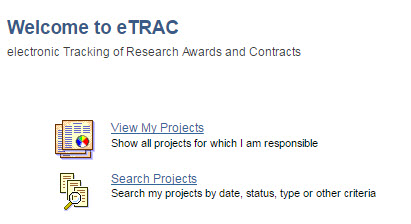 Welcome to eTRAC
electronic Tracking of Research Awards and Contracts
View My Projects
Show all projects for which I am responsible
Search Projects
Search my projects by date, status, type or other criteria